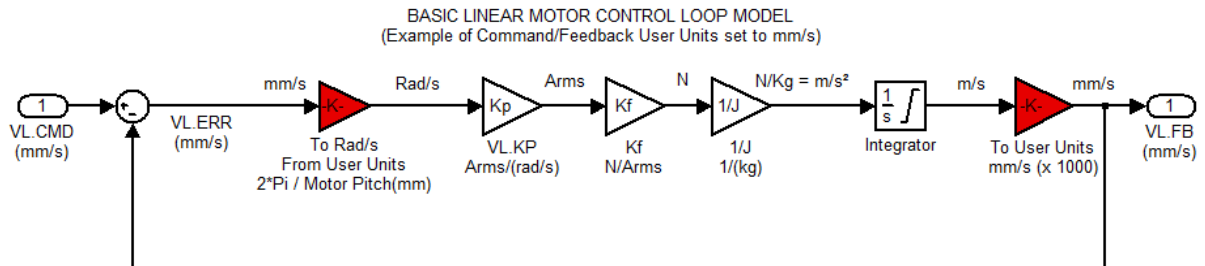 BASIC LINEAR MOTOR CONTROL LOOP MODEL
(Example of Command/Feedback User Units set to mm/s)
mm/s
Rad/s
Arms
N
N/Kg = m/s²
m/s
mm/s
1
-K-
Kp
Kf
1/J
1
s
-K-
1
VL.CMD
(mm/s)
VL.ERR
(mm/s)
To Rad/s
From User Units
2*Pi / Motor Pitch(mm)
VL.KP
Arms/(rad/s)
Kf
N/Arms
1/J
1/(kg)
Integrator
To User Units
mm/s (x 1000)
VL.FB
(mm/s)